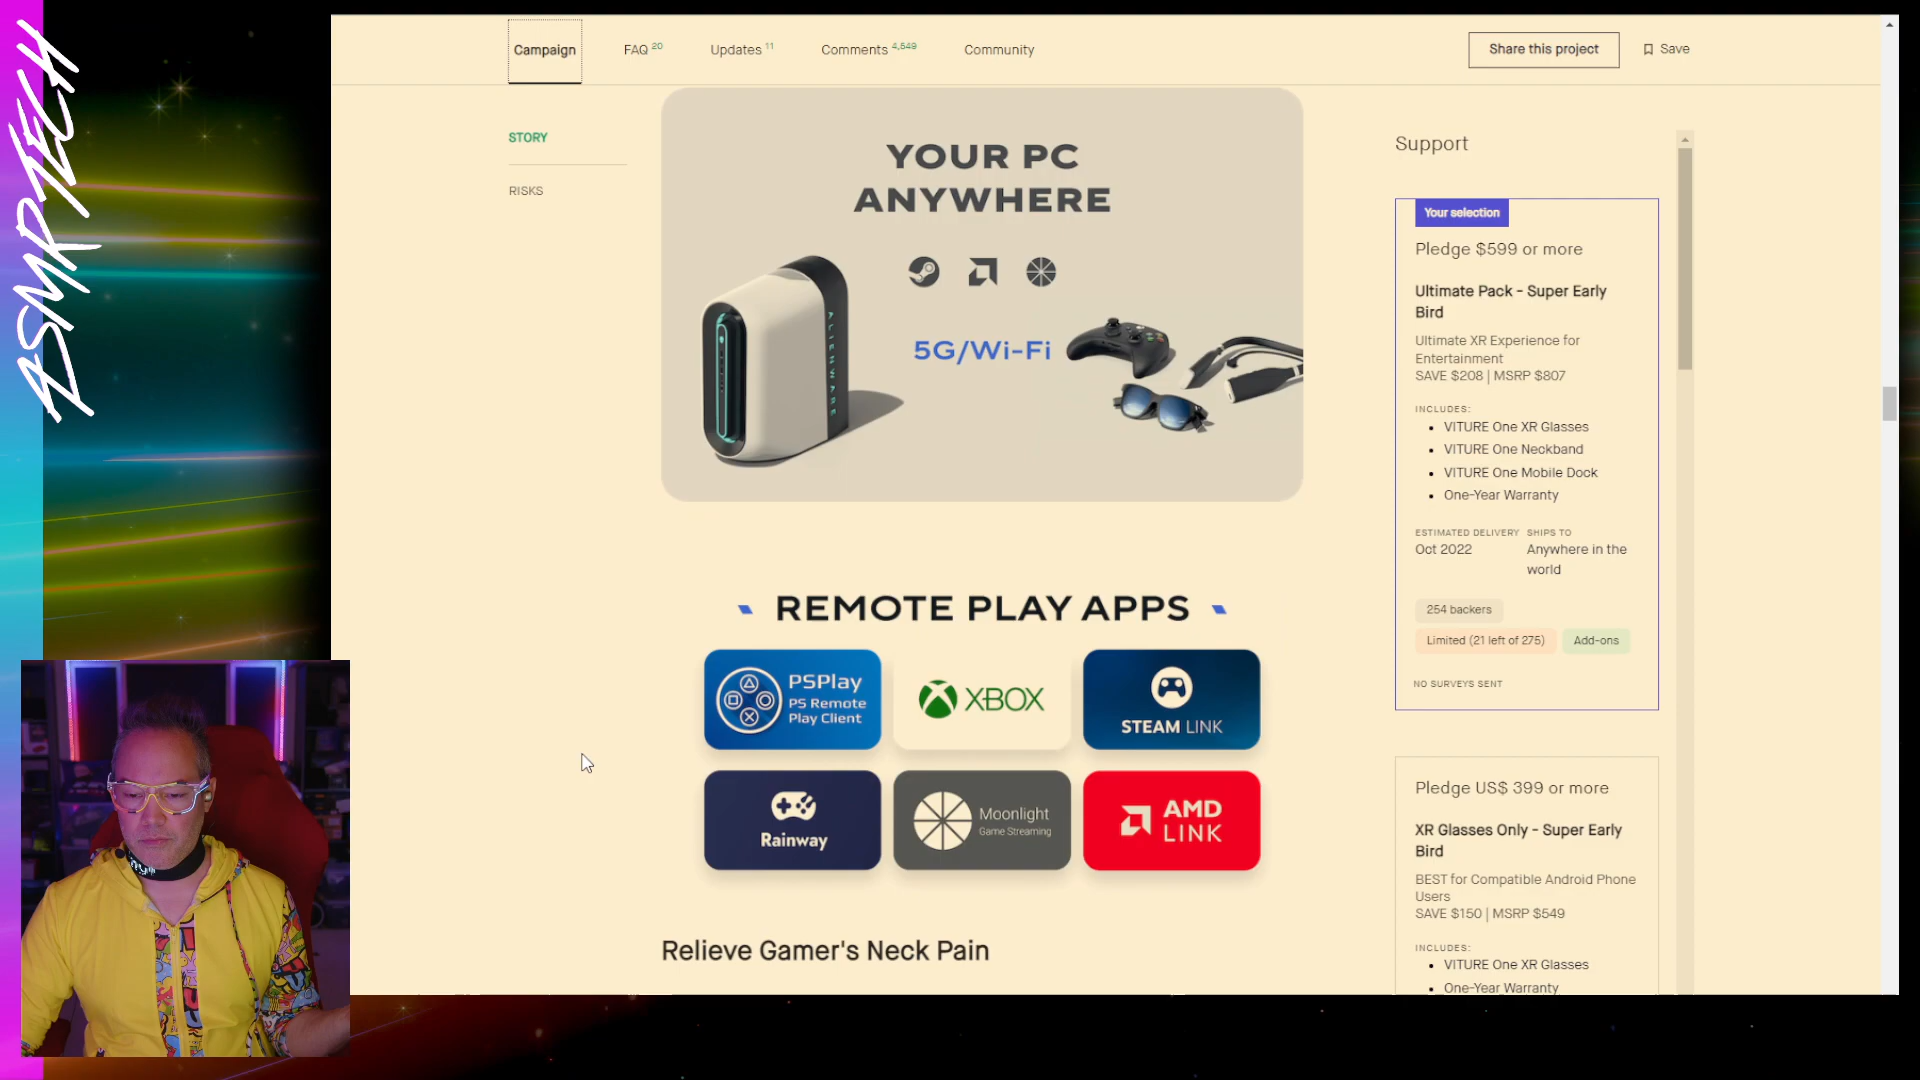 ASMRTECH
Campaign
FAQ 20
Updates 11
Comments 4,649
Community
Share this project
Save
STORY
RISKS
YOUR PC
ANYWHERE
5G/Wi-Fi
ALIENWARE
REMOTE PLAY APPS
PSPlay
PS Remote
Play Client
XBOX
STEAM LINK
Rainway
Moonlight
Game Streaming
AMD
LINK
Relieve Gamer's Neck Pain
Support
Your selection
Pledge $599 or more
Ultimate Pack - Super Early
Bird
Ultimate XR Experience for
Entertainment
SAVE $208 | MSRP $807
INCLUDES:
• VITURE One XR Glasses
• VITURE One Neckband
• VITURE One Mobile Dock
• One-Year Warranty
ESTIMATED DELIVERY
Oct 2022
SHIPS TO
Anywhere in the
world
254 backers
Limited (21 left of 275)
Add-ons
NO SURVEYS SENT
Pledge US$ 399 or more
XR Glasses Only - Super Early
Bird
BEST for Compatible Android Phone
Users
SAVE $150 | MSRP $549
INCLUDES:
• VITURE One XR Glasses
• One-Year Warranty